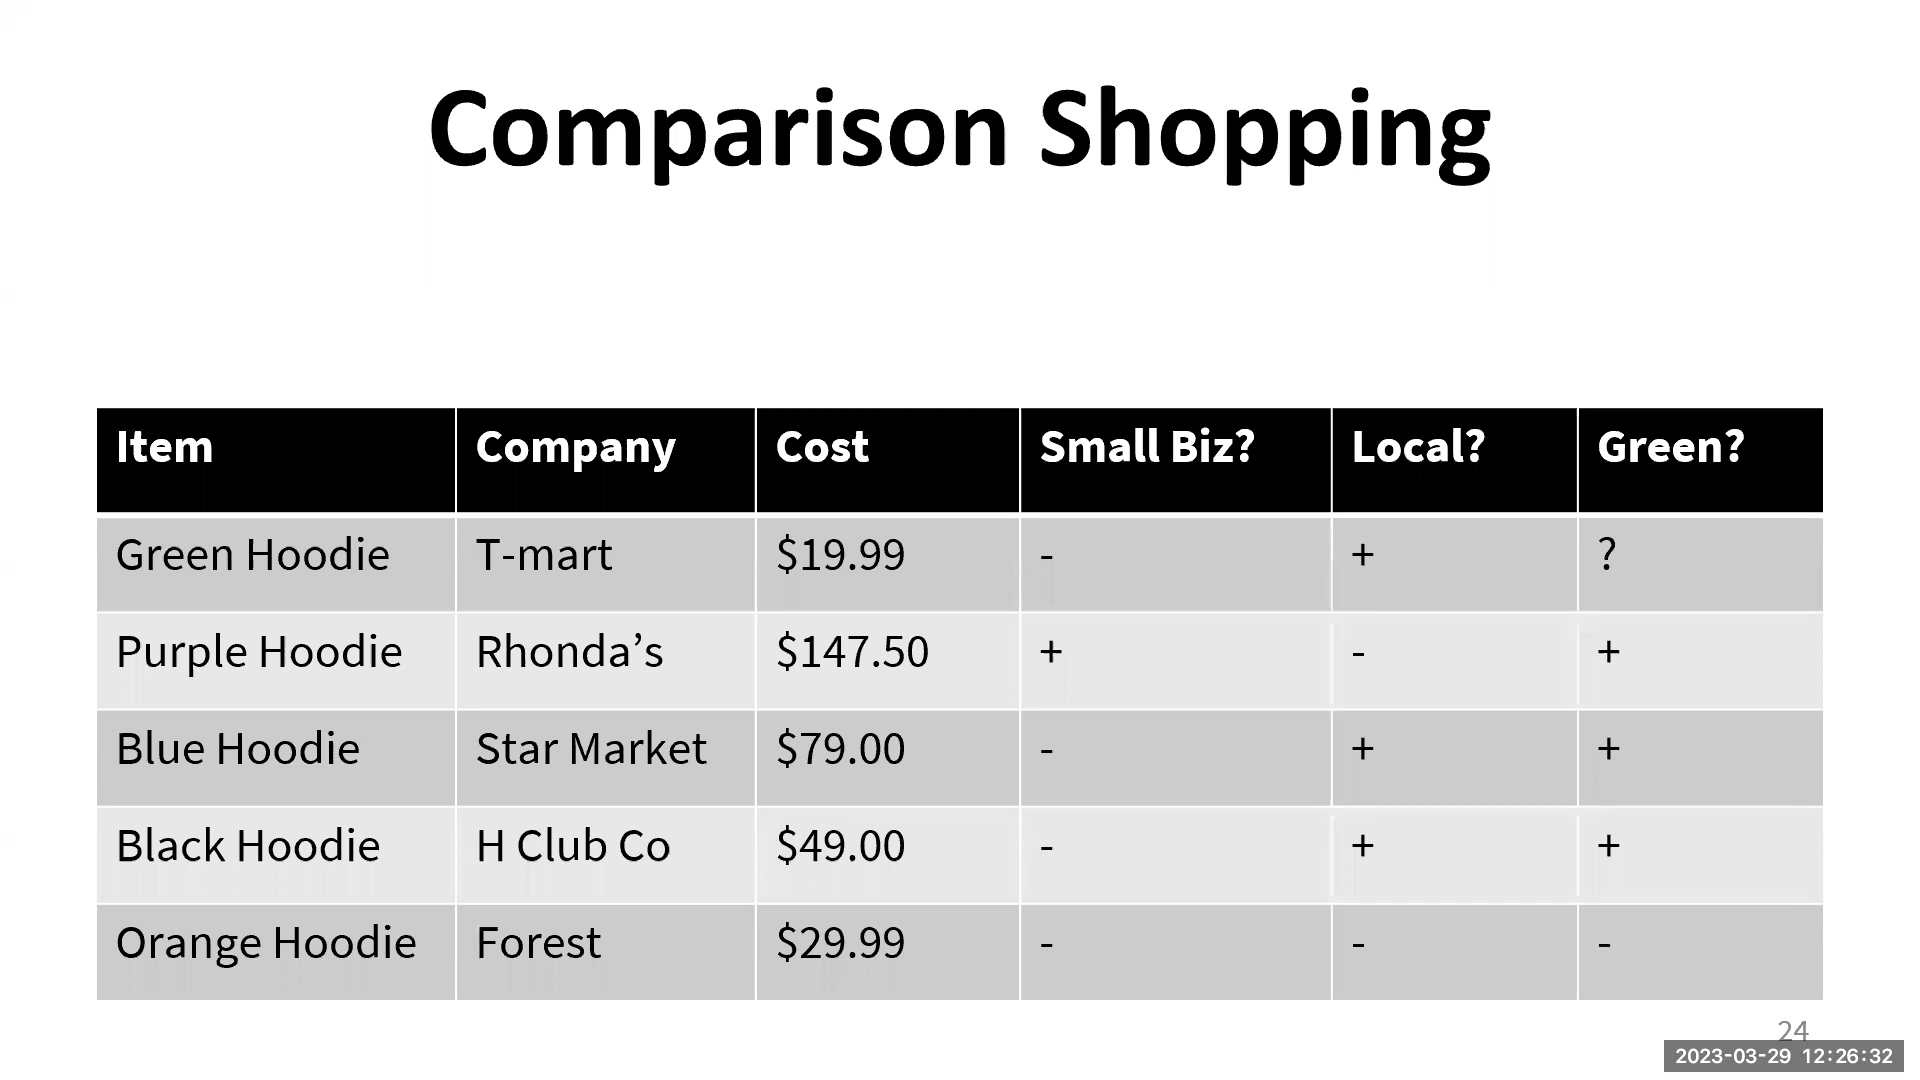 Comparison Shopping
Item Company Cost Small Biz? Local? Green?
Green Hoodie T-mart $19.99 - + ?
Purple Hoodie Rhonda’s $147.50 + - +
Blue Hoodie Star Market $79.00 - + +
Black Hoodie H Club Co $49.00 - + +
Orange Hoodie Forest $29.99 - - -
24
2023-03-29 12:26:32